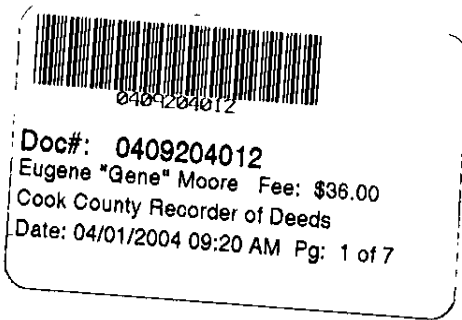 0409204012
Doc#: 0409204012
Eugene "Gene" Moore Fee: $36.00
Cook County Recorder of Deeds
Date: 04/01/2004 09:20 AM Pg: 1 of 7